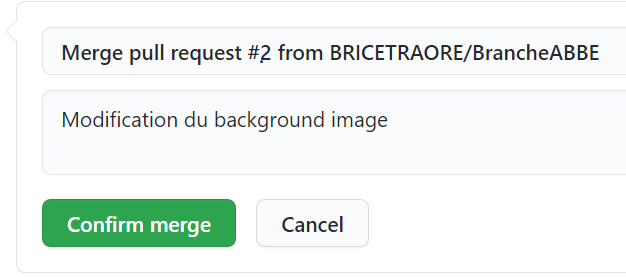 Merge pull request #2 from BRICETRAORE/BrancheABBE
Modification du background image
Confirm merge
Cancel